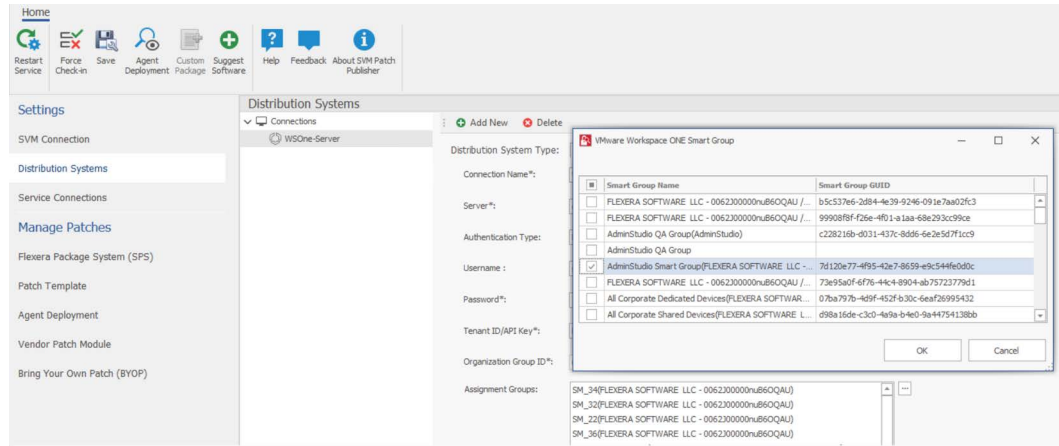 Home
Restart Service
Force Check-in
Save
Agent Deployment
Custom Package
Suggest Software
Help
Feedback
About SVM Patch Publisher
Settings
SVM Connection
Distribution Systems
Service Connections
Manage Patches
Flexera Package System (SPS)
Patch Template
Agent Deployment
Vendor Patch Module
Bring Your Own Patch (BYOP)
Distribution Systems
Connections
WSOne-Server
Add New Delete
Distribution System Type:
Connection Name*:
Server*:
Authentication Type:
Username :
Password*:
Tenant ID/API Key*:
Organization Group ID*:
Assignment Groups:
SM_34(FLEXERA SOFTWARE LLC - 0062J00000nuB6OQAU)
SM_32(FLEXERA SOFTWARE LLC - 0062J00000nuB6OQAU)
SM_22(FLEXERA SOFTWARE LLC - 0062J00000nuB6OQAU)
SM_36(FLEXERA SOFTWARE LLC - 0062J00000nuB6OQAU)
...
VMware Workspace ONE Smart Group
Smart Group Name Smart Group GUID
FLEXERA SOFTWARE LLC - 0062J00000nuB6OQAU /... b5c537e6-2d84-4e39-9246-091e7aa02fc3
FLEXERA SOFTWARE LLC - 0062J00000nuB6OQAU /... 99908f8f-f26e-4f01-a1aa-68e293cc99ce
AdminStudio QA Group(AdminStudio) c228216b-d031-437c-8dd6-6e2e5d7f1cc9
AdminStudio QA Group
AdminStudio Smart Group(FLEXERA SOFTWARE LLC -... 7d120e77-4f95-42e7-8659-e9c544fe0d0c
FLEXERA SOFTWARE LLC - 0062J00000nuB6OQAU /... 73e95a0f-6f76-44c4-8904-ab75723779d1
All Corporate Dedicated Devices(FLEXERA SOFTWAR... 07ba797b-4d9f-452f-b30c-6eaf26995432
All Corporate Shared Devices(FLEXERA SOFTWARE L... d98a16de-c3c0-4a9a-b4e0-9a44754138bb
OK Cancel